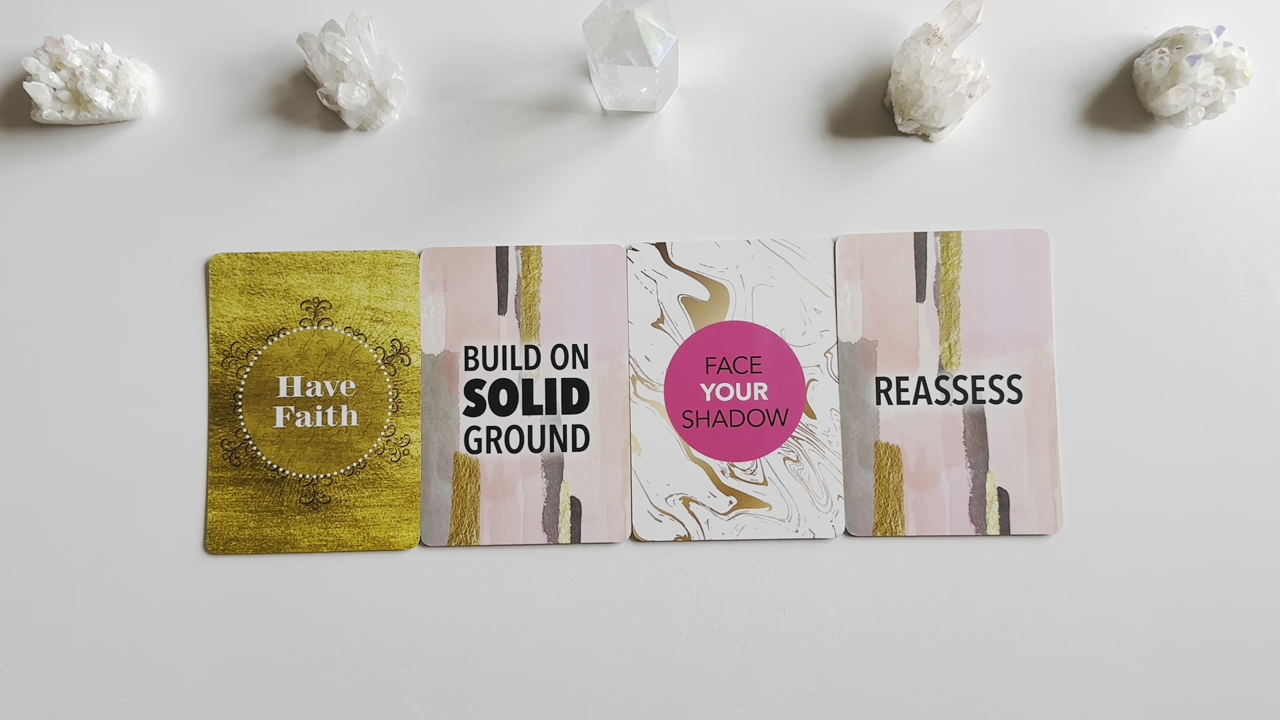 Have
Faith
BUILD ON
SOLID
GROUND
FACE
YOUR
SHADOW
REASSESS